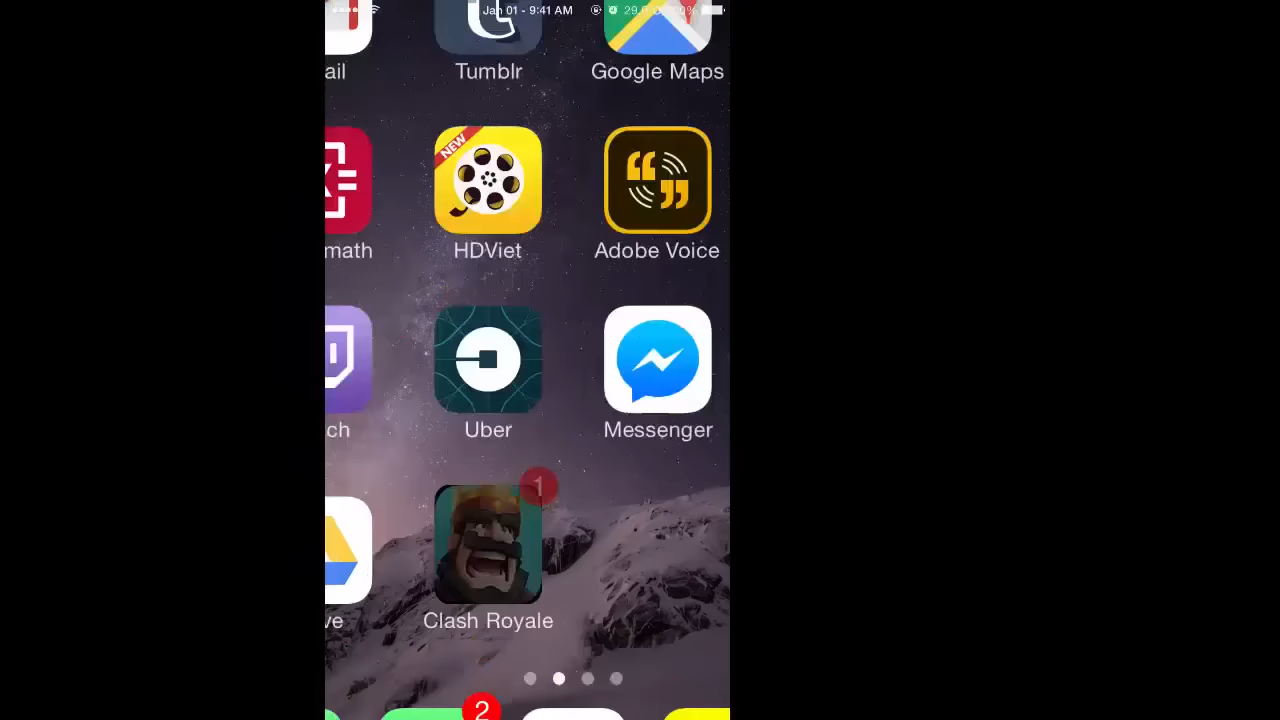 Jan 01 - 9:41 AM
ail
Tumblr
Google Maps
NEW
math
HDViet
Adobe Voice
ch
Uber
Messenger
1
ve
Clash Royale
2